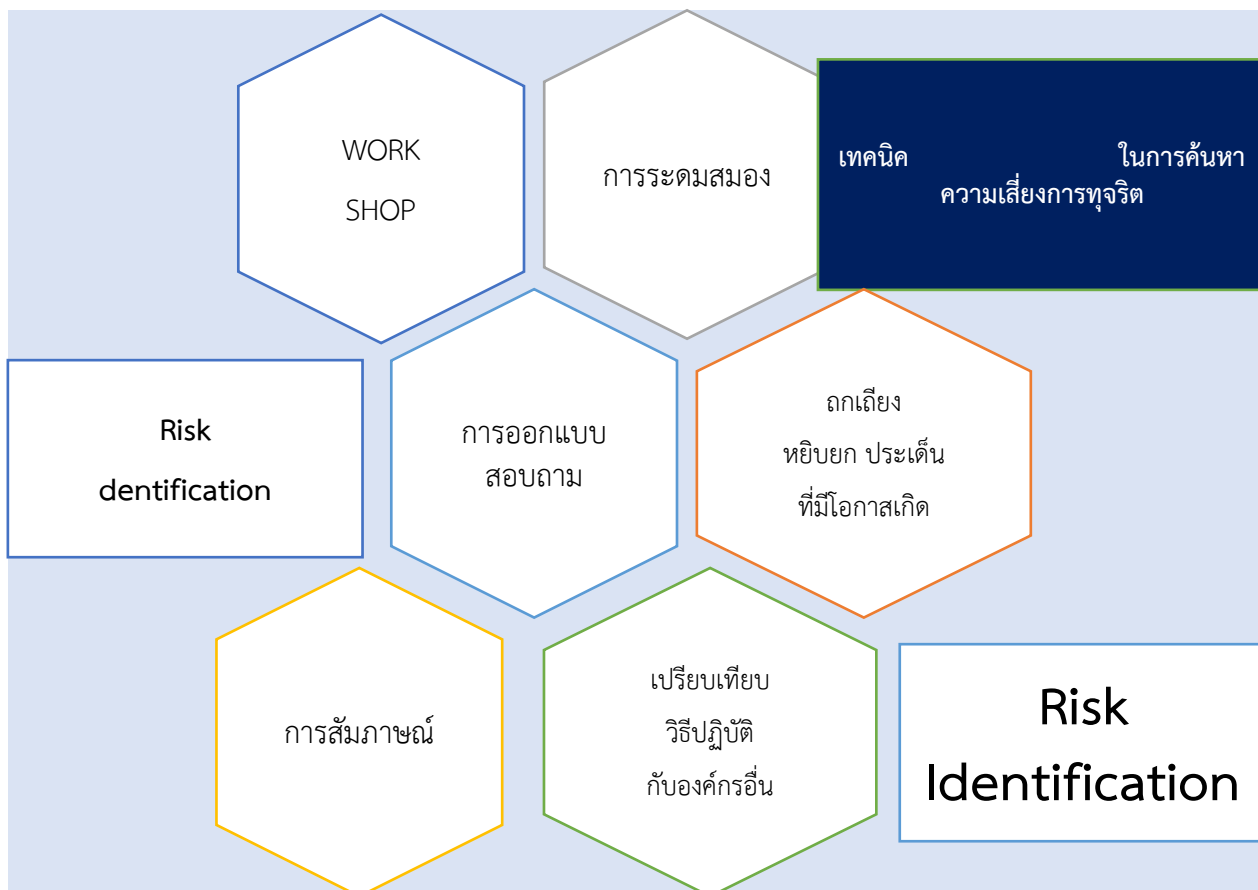 WORK
SHOP
การระดมสมอง
เทคนิค ในการค้นหา
ความเสี่ยงการทุจริต
Risk
dentification
การออกแบบ
สอบถาม
ถกเถียง
หยิบยก ประเด็น
ที่มีโอกาสเกิด
การสัมภาษณ์
เปรียบเทียบ
วิธีปฏิบัติ
กับองค์กรอื่น
Risk
Identification